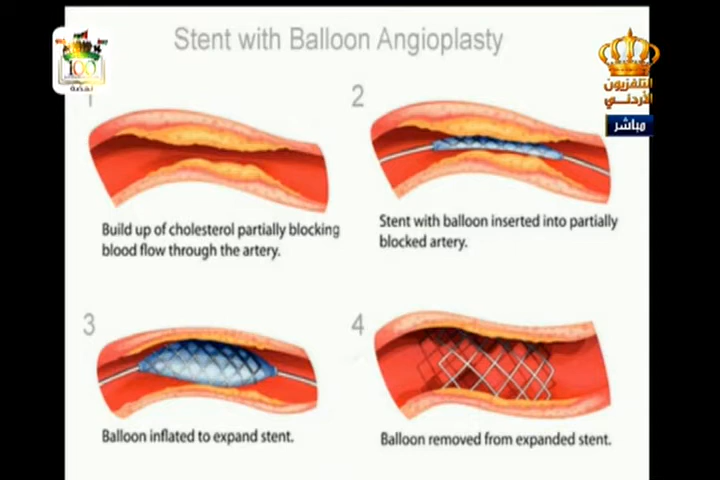 Stent with Balloon Angioplasty
100
التلفزيون
الأردني
مباشر
1
2
Build up of cholesterol partially blocking
blood flow through the artery.
Stent with balloon inserted into partially
blocked artery.
3
4
Balloon inflated to expand stent.
Balloon removed from expanded stent.